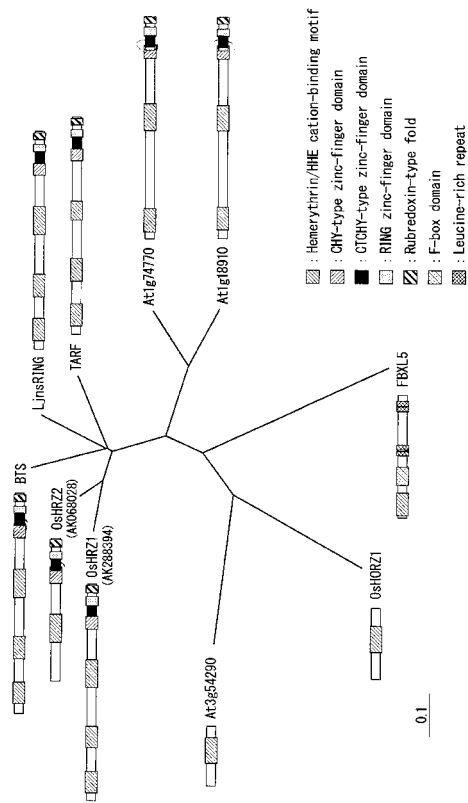 LjnsRING
TARF
BTS
OsHRZ2
(AK068028)
OsHRZ1
(AK288394)
At1g74770
At1g18910
At3g54290
OsHORZ1
FBXL5
0.1
: Hemerythrin/HHE cation-binding motif
: CHY-type zinc-finger domain
: CTCHY-type zinc-finger domain
: RING zinc-finger domain
: Rubredoxin-type fold
: F-box domain
: Leucine-rich repeat